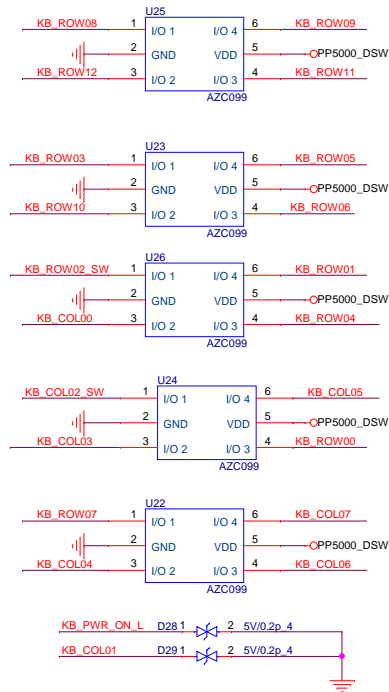 U25
KB_ROW08 1 I/O 1 I/O 4 6 KB_ROW09
2 GND VDD 5 PP5000_DSW
KB_ROW12 3 I/O 2 I/O 3 4 KB_ROW11
AZC099
U23
KB_ROW03 1 I/O 1 I/O 4 6 KB_ROW05
2 GND VDD 5 PP5000_DSW
KB_ROW10 3 I/O 2 I/O 3 4 KB_ROW06
AZC099
U26
KB_ROW02_SW 1 I/O 1 I/O 4 6 KB_ROW01
2 GND VDD 5 PP5000_DSW
KB_COL00 3 I/O 2 I/O 3 4 KB_ROW04
AZC099
U24
KB_COL02_SW 1 I/O 1 I/O 4 6 KB_COL05
2 GND VDD 5 PP5000_DSW
KB_COL03 3 I/O 2 I/O 3 4 KB_ROW00
AZC099
U22
KB_ROW07 1 I/O 1 I/O 4 6 KB_COL07
2 GND VDD 5 PP5000_DSW
KB_COL04 3 I/O 2 I/O 3 4 KB_COL06
AZC099
KB_PWR_ON_L D28 1 2 5V/0.2p_4
KB_COL01 D29 1 2 5V/0.2p_4